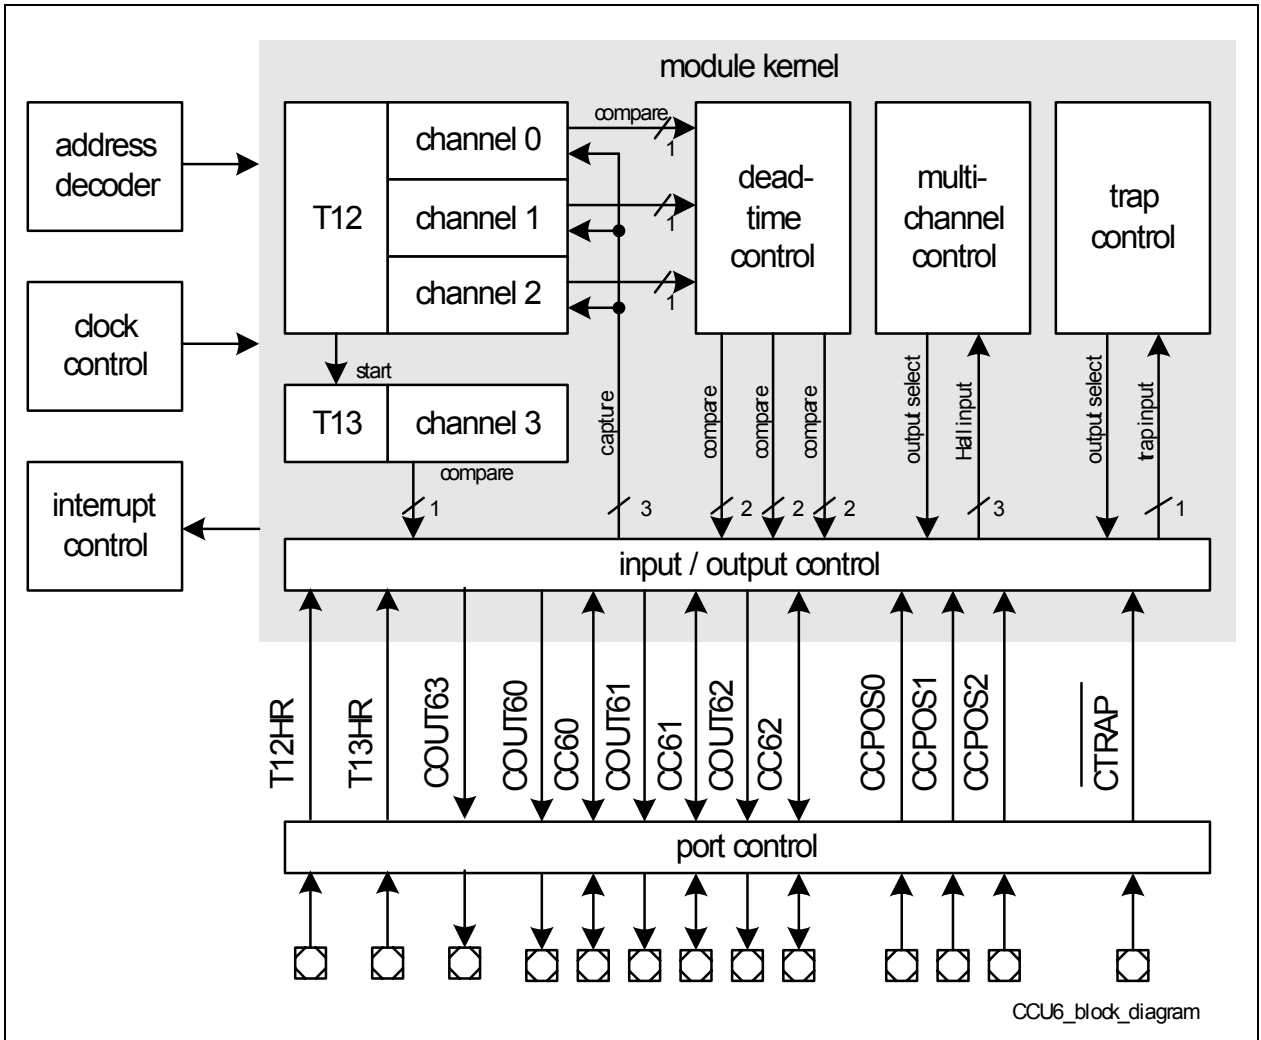 module kernel
address
decoder
clock
control
interrupt
control
T12
channel 0
channel 1
channel 2
compare
1
1
1
dead-
time
control
multi-
channel
control
trap
control
start
T13
channel 3
compare
1
capture
3
compare
compare
compare
2
2
2
output select
Hall input
3
output select
trap input
1
input / output control
T12HR
T13HR
COUT63
COUT60
CC60
COUT61
CC61
COUT62
CC62
CCPOS0
CCPOS1
CCPOS2
CTRAP
port control
CCU6_block_diagram